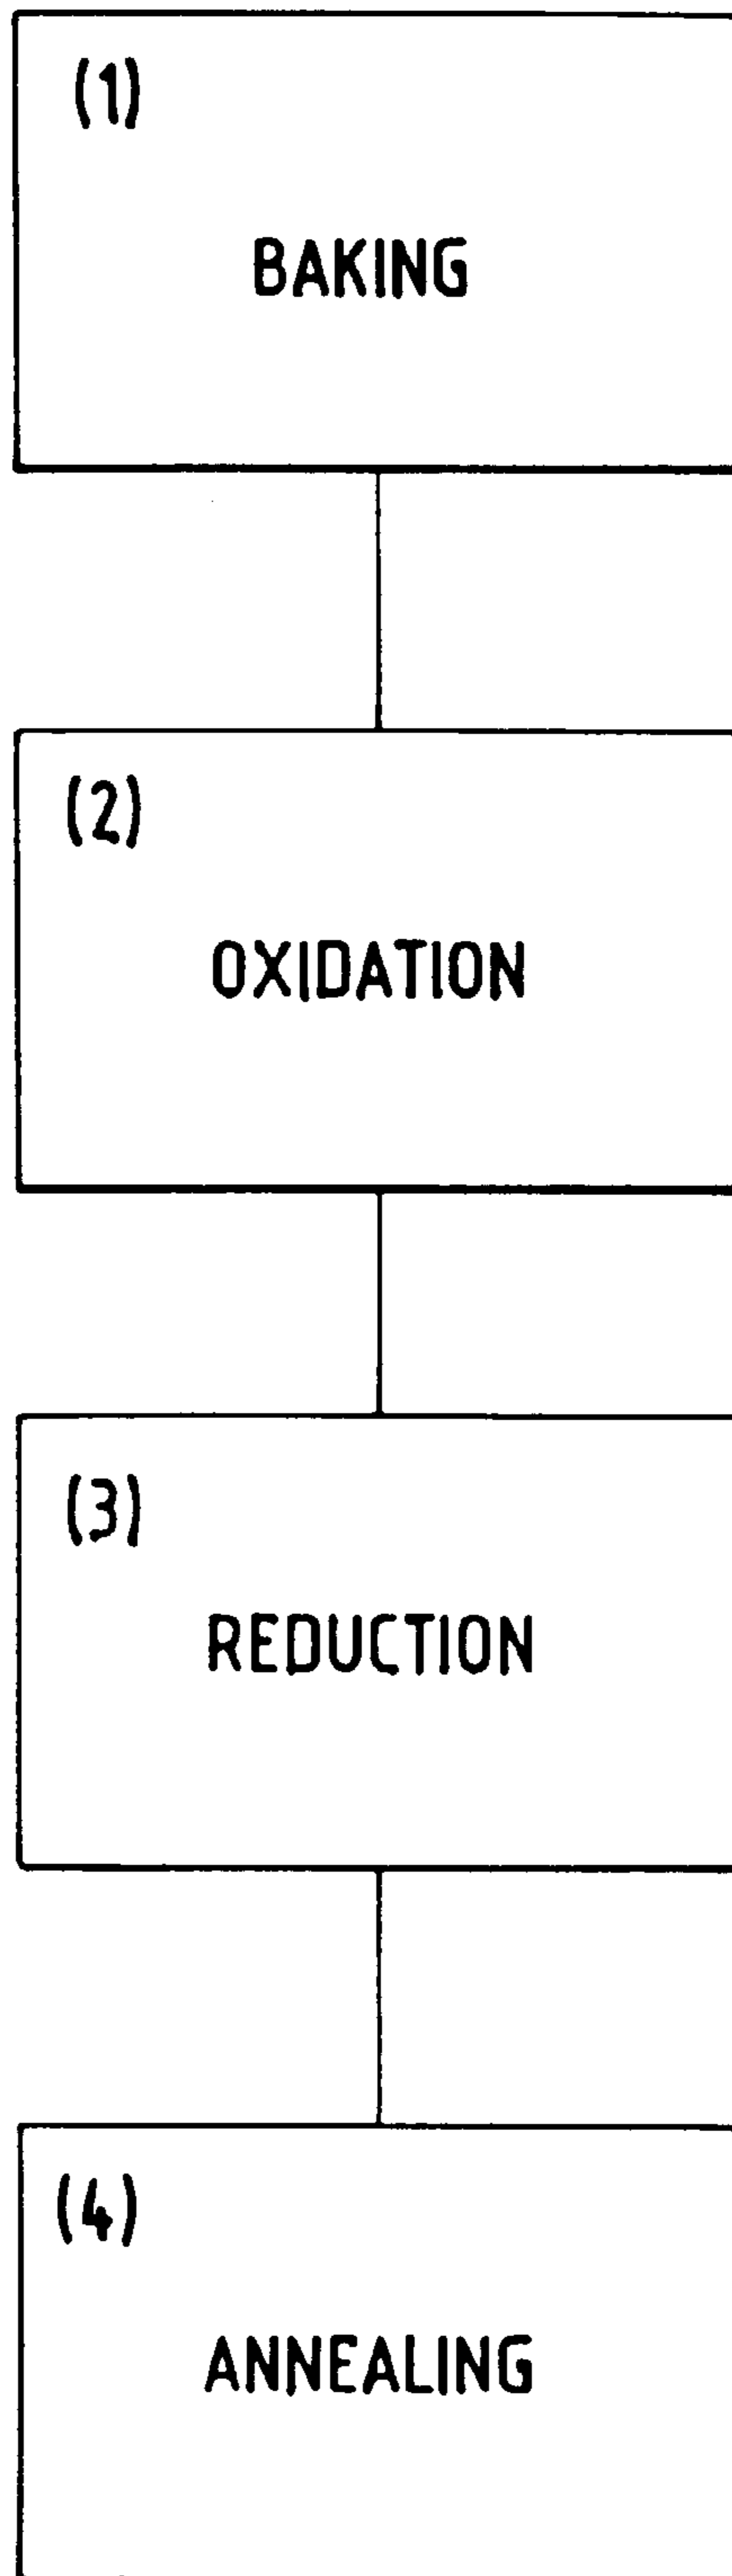 (1)
BAKING
(2)
OXIDATION
(3)
REDUCTION
(4)
ANNEALING